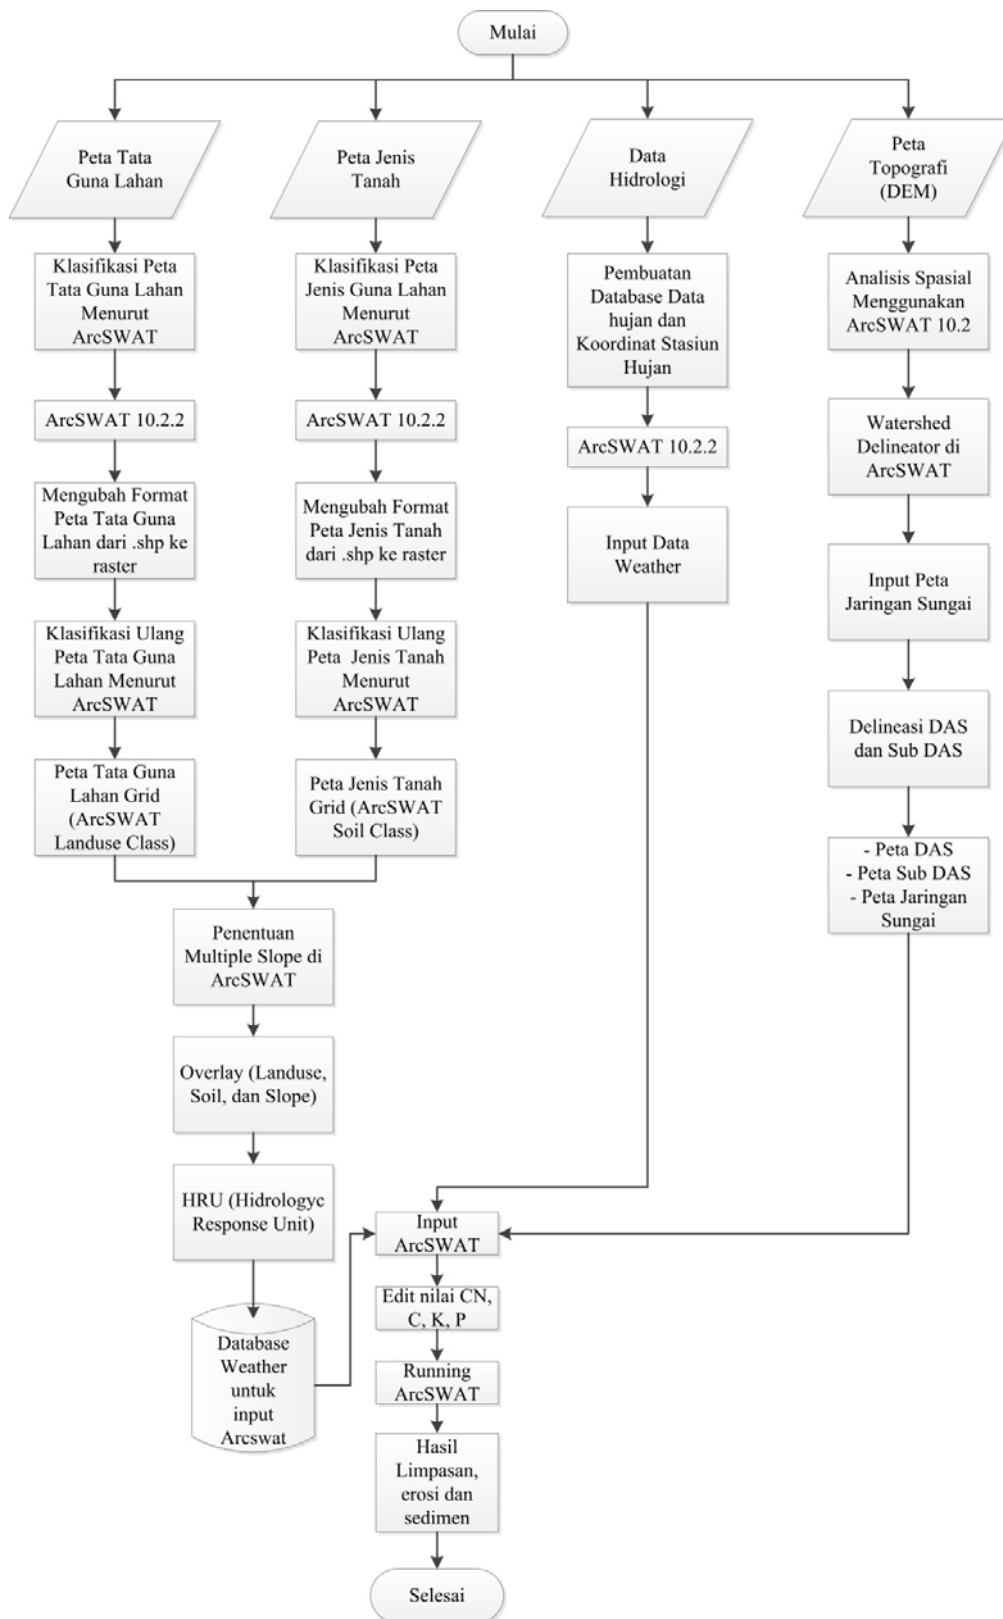 Mulai
Peta Tata
Guna Lahan
Klasifikasi Peta
Tata Guna Lahan
Menurut
ArcSWAT
ArcSWAT 10.2.2
Mengubah Format
Peta Tata Guna
Lahan dari .shp ke
raster
Klasifikasi Ulang
Peta Tata Guna
Lahan Menurut
ArcSWAT
Peta Tata Guna
Lahan Grid
(ArcSWAT
Landuse Class)
Peta Jenis
Tanah
Klasifikasi Peta
Jenis Guna Lahan
Menurut
ArcSWAT
ArcSWAT 10.2.2
Mengubah Format
Peta Jenis Tanah
dari .shp ke raster
Klasifikasi Ulang
Peta Jenis Tanah
Menurut
ArcSWAT
Peta Jenis Tanah
Grid (ArcSWAT
Soil Class)
Penentuan
Multiple Slope di
ArcSWAT
Overlay (Landuse,
Soil, dan Slope)
HRU (Hidrologyc
Response Unit)
Database
Weather
untuk
input
Arcswat
Data
Hidrologi
Pembuatan
Database Data
hujan dan
Koordinat Stasiun
Hujan
ArcSWAT 10.2.2
Input Data
Weather
Peta
Topografi
(DEM)
Analisis Spasial
Menggunakan
ArcSWAT 10.2
Watershed
Delineator di
ArcSWAT
Input Peta
Jaringan Sungai
Delineasi DAS
dan Sub DAS
- Peta DAS
- Peta Sub DAS
- Peta Jaringan
Sungai
Input
ArcSWAT
Edit nilai CN,
C, K, P
Running
ArcSWAT
Hasil
Limpasan,
erosi dan
sedimen
Selesai